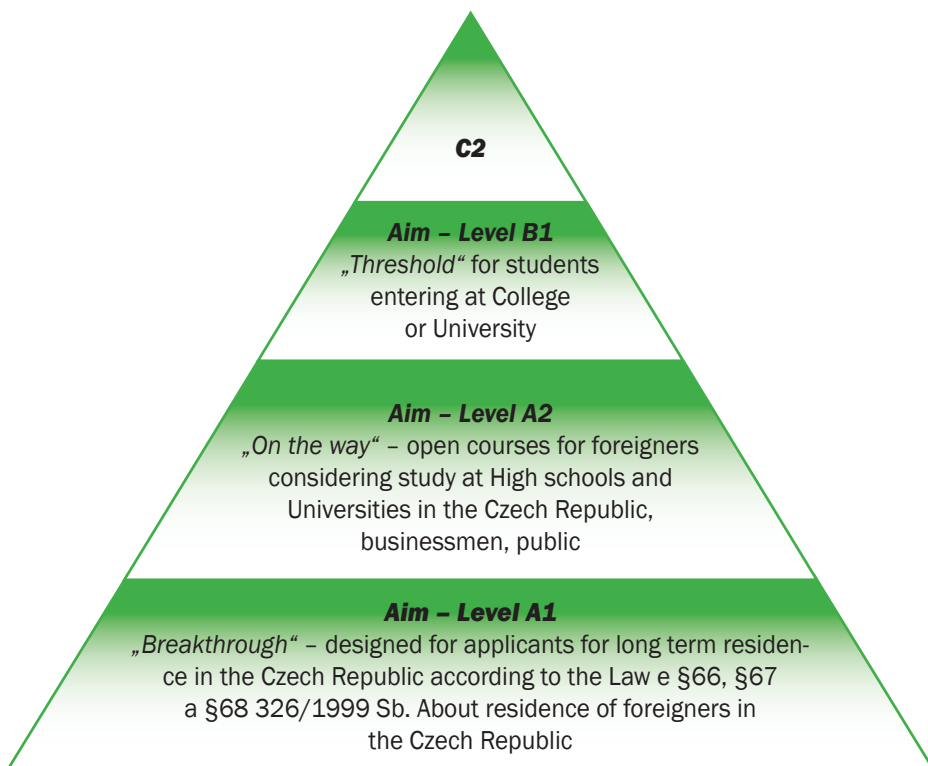 C2
Aim – Level B1
„Threshold“ for students
entering at College
or University
Aim – Level A2
„On the way“ – open courses for foreigners
considering study at High schools and
Universities in the Czech Republic,
businessmen, public
Aim – Level A1
„Breakthrough“ – designed for applicants for long term residen-
ce in the Czech Republic according to the Law e §66, §67
a §68 326/1999 Sb. About residence of foreigners in
the Czech Republic